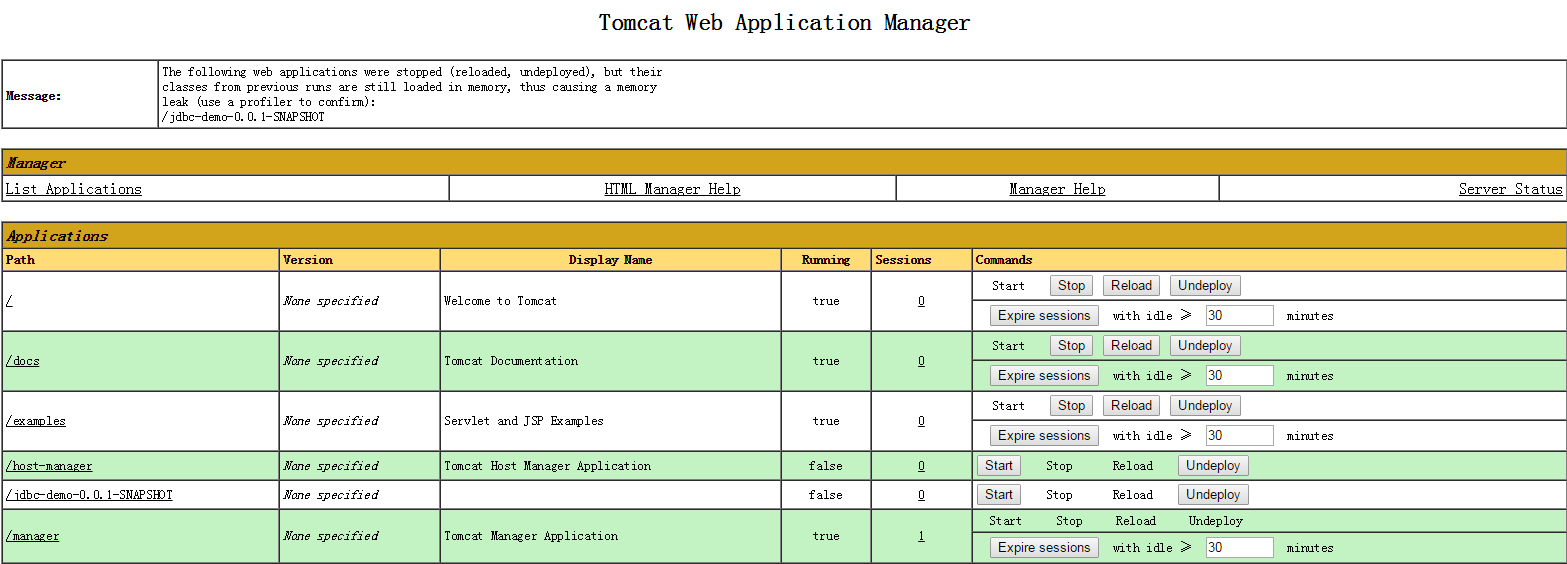 Tomcat Web Application Manager
Message:
The following web applications were stopped (reloaded, undeployed), but their
classes from previous runs are still loaded in memory, thus causing a memory
leak (use a profiler to confirm):
/jdbc-demo-0.0.1-SNAPSHOT
Manager
List Applications HTML Manager Help Manager Help Server Status
Applications
Path Version Display Name Running Sessions Commands
/ None specified Welcome to Tomcat true 0 Start Stop Reload Undeploy
Expire sessions with idle ≥ 30 minutes
/docs None specified Tomcat Documentation true 0 Start Stop Reload Undeploy
Expire sessions with idle ≥ 30 minutes
/examples None specified Servlet and JSP Examples true 0 Start Stop Reload Undeploy
Expire sessions with idle ≥ 30 minutes
/host-manager None specified Tomcat Host Manager Application false 0 Start Stop Reload Undeploy
/jdbc-demo-0.0.1-SNAPSHOT None specified false 0 Start Stop Reload Undeploy
/manager None specified Tomcat Manager Application true 1 Start Stop Reload Undeploy
Expire sessions with idle ≥ 30 minutes